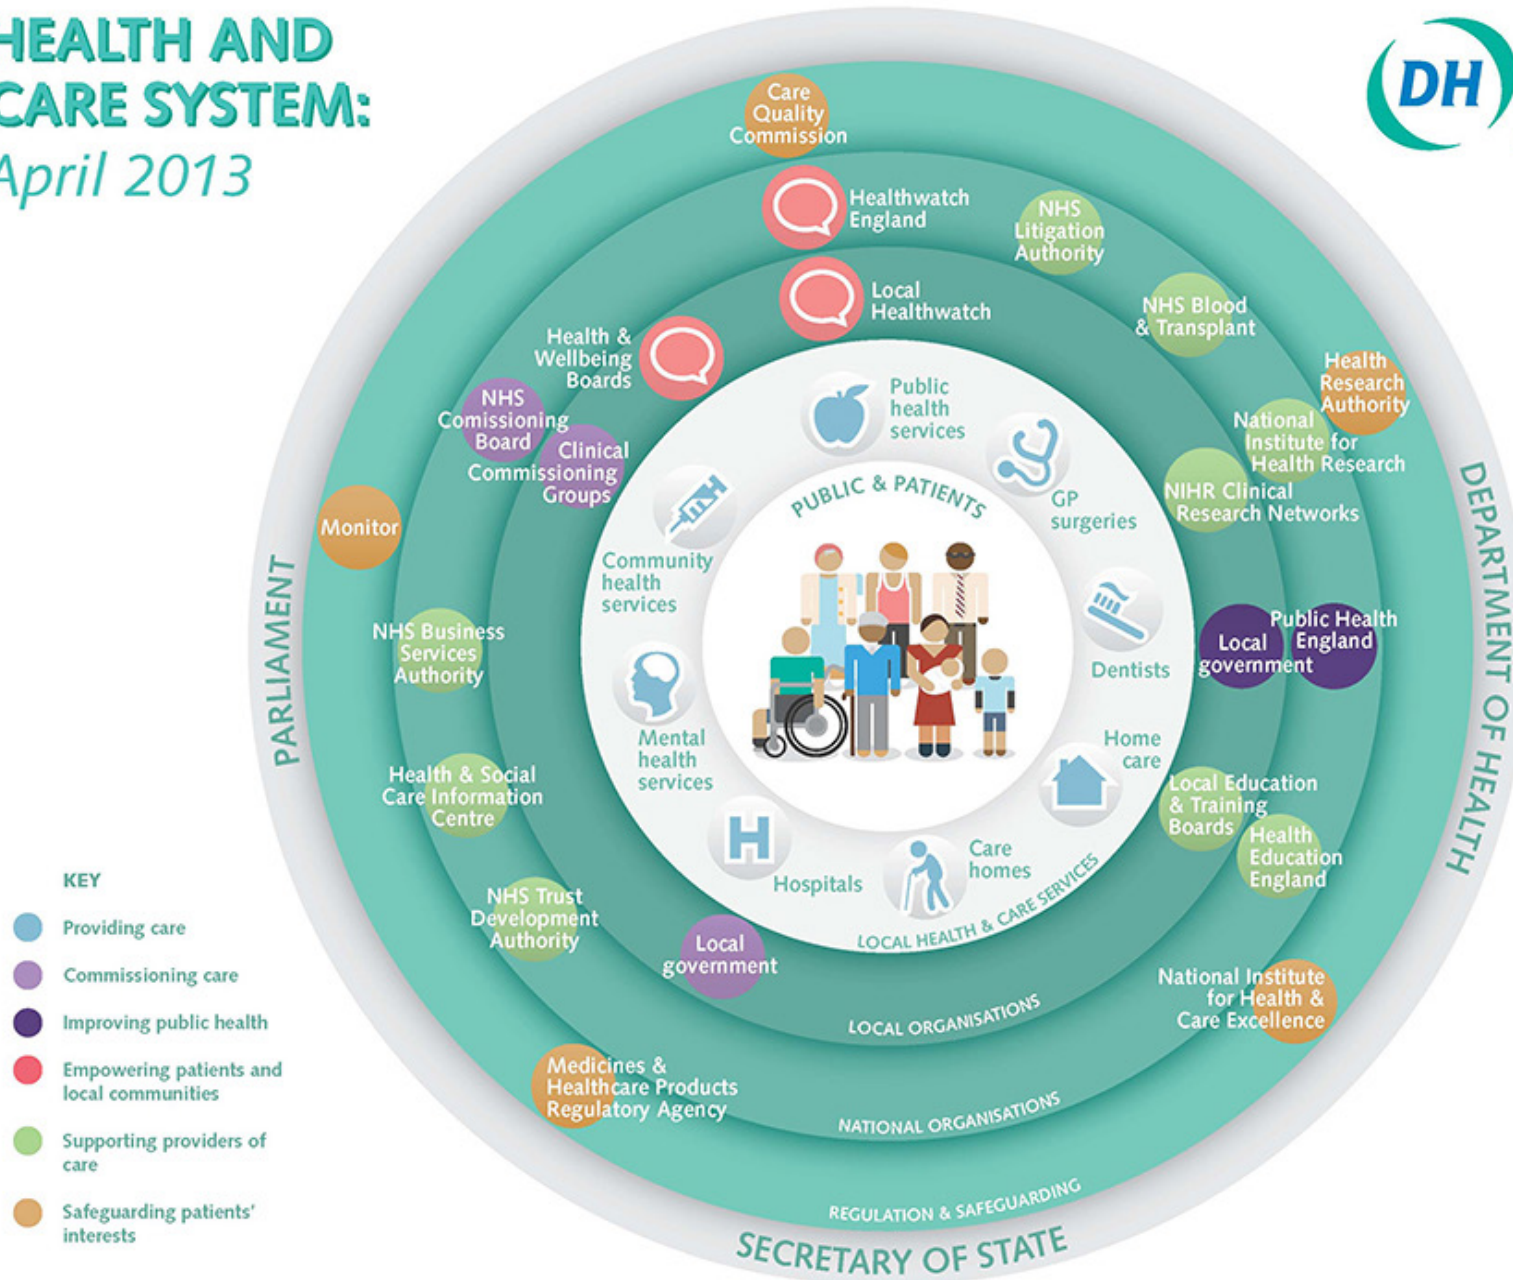 HEALTH AND
CARE SYSTEM:
April 2013
DH
Care
Quality
Commission
Healthwatch
England
NHS
Litigation
Authority
Local
Healthwatch
NHS Blood
& Transplant
Health &
Wellbeing
Boards
Health
Research
Authority
NHS
Comissioning
Board
Clinical
Commissioning
Groups
National
Institute for
Health Research
NIHR Clinical
Research Networks
Public
health
services
GP
surgeries
PUBLIC & PATIENTS
Monitor
Community
health
services
Dentists
PARLIAMENT
DEPARTMENT OF HEALTH
NHS Business
Services
Authority
Local
government
Public Health
England
Mental
health
services
Home
care
Health & Social
Care Information
Centre
Local Education
& Training
Boards
Health
Education
England
Hospitals
Care
homes
LOCAL HEALTH & CARE SERVICES
NHS Trust
Development
Authority
Local
government
National Institute
for Health &
Care Excellence
LOCAL ORGANISATIONS
Medicines &
Healthcare Products
Regulatory Agency
NATIONAL ORGANISATIONS
REGULATION & SAFEGUARDING
SECRETARY OF STATE
KEY
Providing care
Commissioning care
Improving public health
Empowering patients and
local communities
Supporting providers of
care
Safeguarding patients'
interests